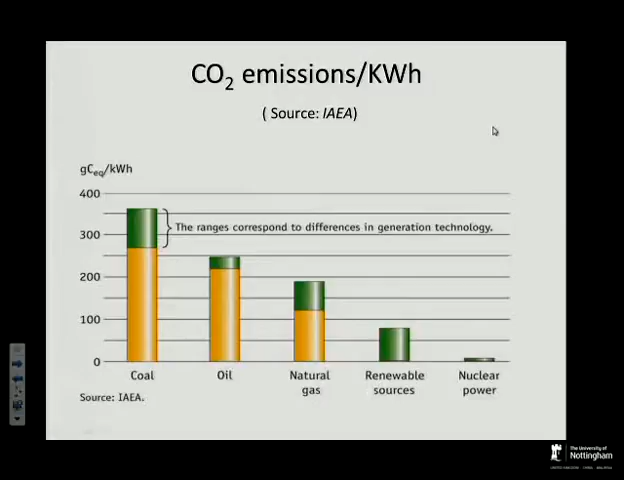 CO₂ emissions/KWh
( Source: IAEA)
gCeq/kWh
400
300
200
100
0
The ranges correspond to differences in generation technology.
Coal
Oil
Natural
gas
Renewable
sources
Nuclear
power
Source: IAEA.
The University of
Nottingham